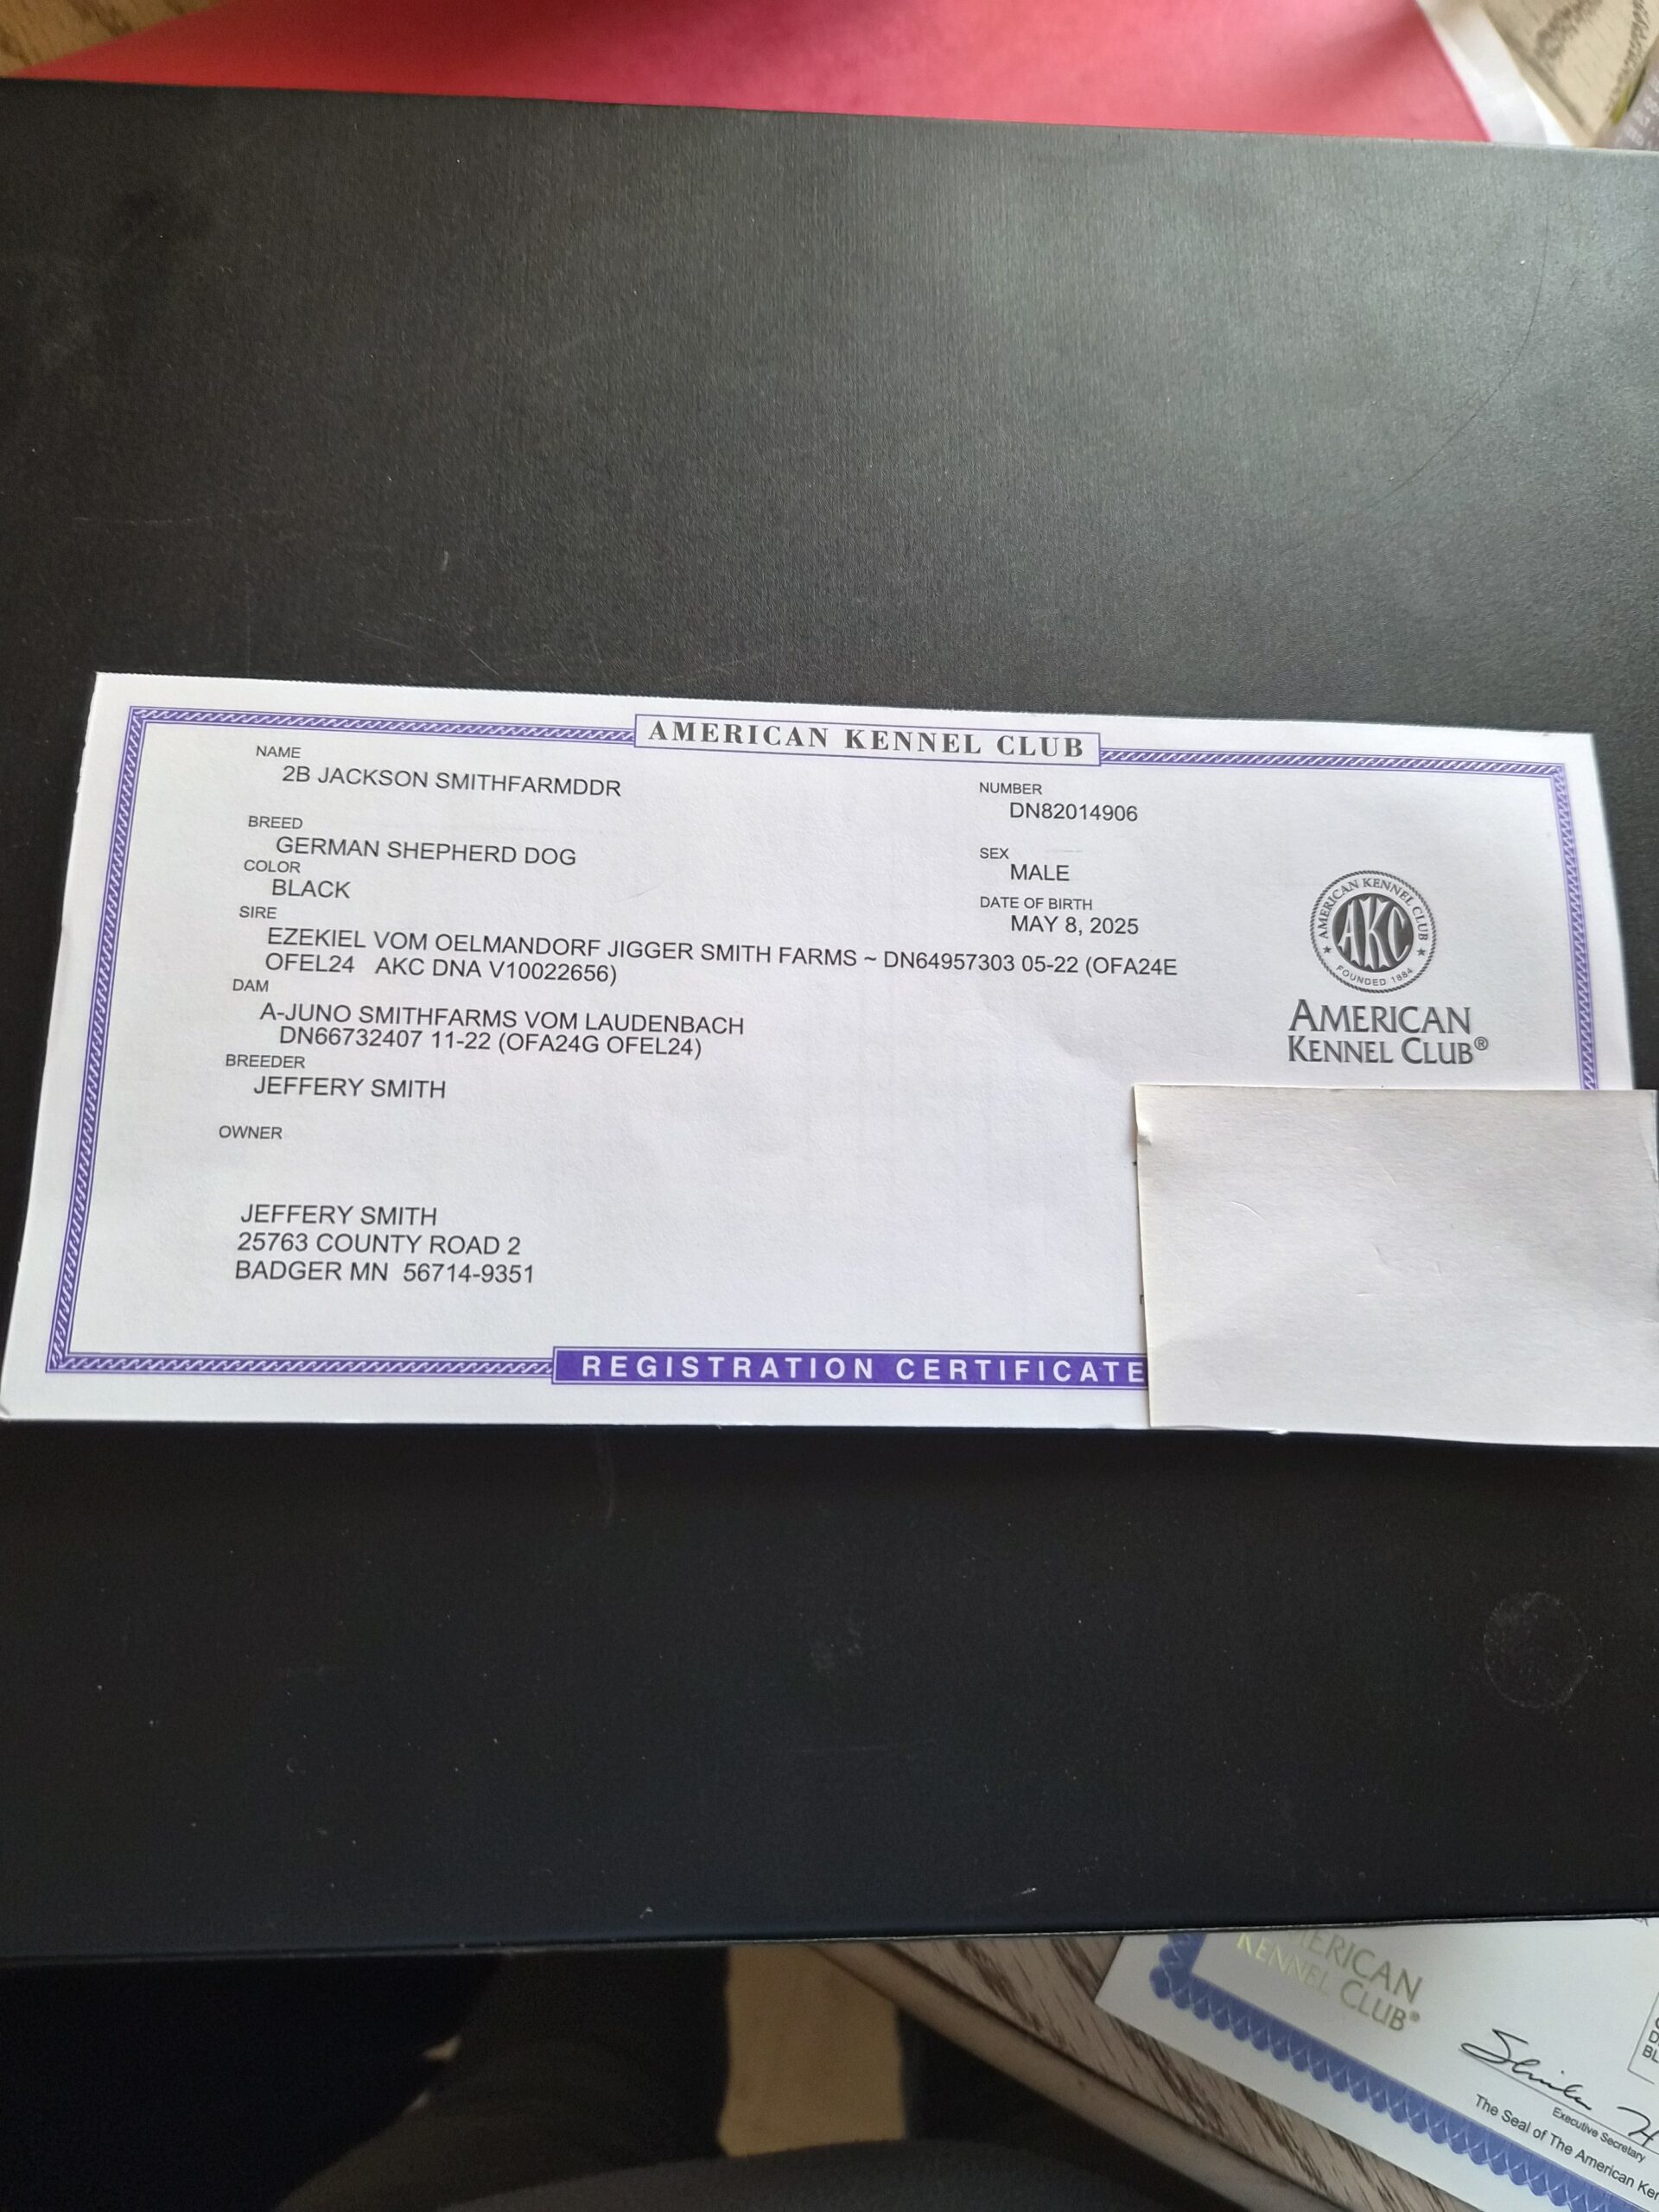 AMERICAN KENNEL CLUB
NAME
2B JACKSON SMITHFARMDDR
NUMBER
DN82014906
BREED
GERMAN SHEPHERD DOG
SEX
MALE
COLOR
BLACK
DATE OF BIRTH
MAY 8, 2025
SIRE
EZEKIEL VOM OELMANDORF JIGGER SMITH FARMS ~ DN64957303 05-22 (OFA24E
OFEL24 AKC DNA V10022656)
DAM
A-JUNO SMITHFARMS VOM LAUDENBACH
DN66732407 11-22 (OFA24G OFEL24)
BREEDER
JEFFERY SMITH
OWNER
JEFFERY SMITH
25763 COUNTY ROAD 2
BADGER MN 56714-9351
AMERICAN KENNEL CLUB
AKC
FOUNDED 1884
AMERICAN
KENNEL CLUB®
REGISTRATION CERTIFICATE
ERICAN
KENNEL CLUB®
Executive Secretary
The Seal of The American Ke